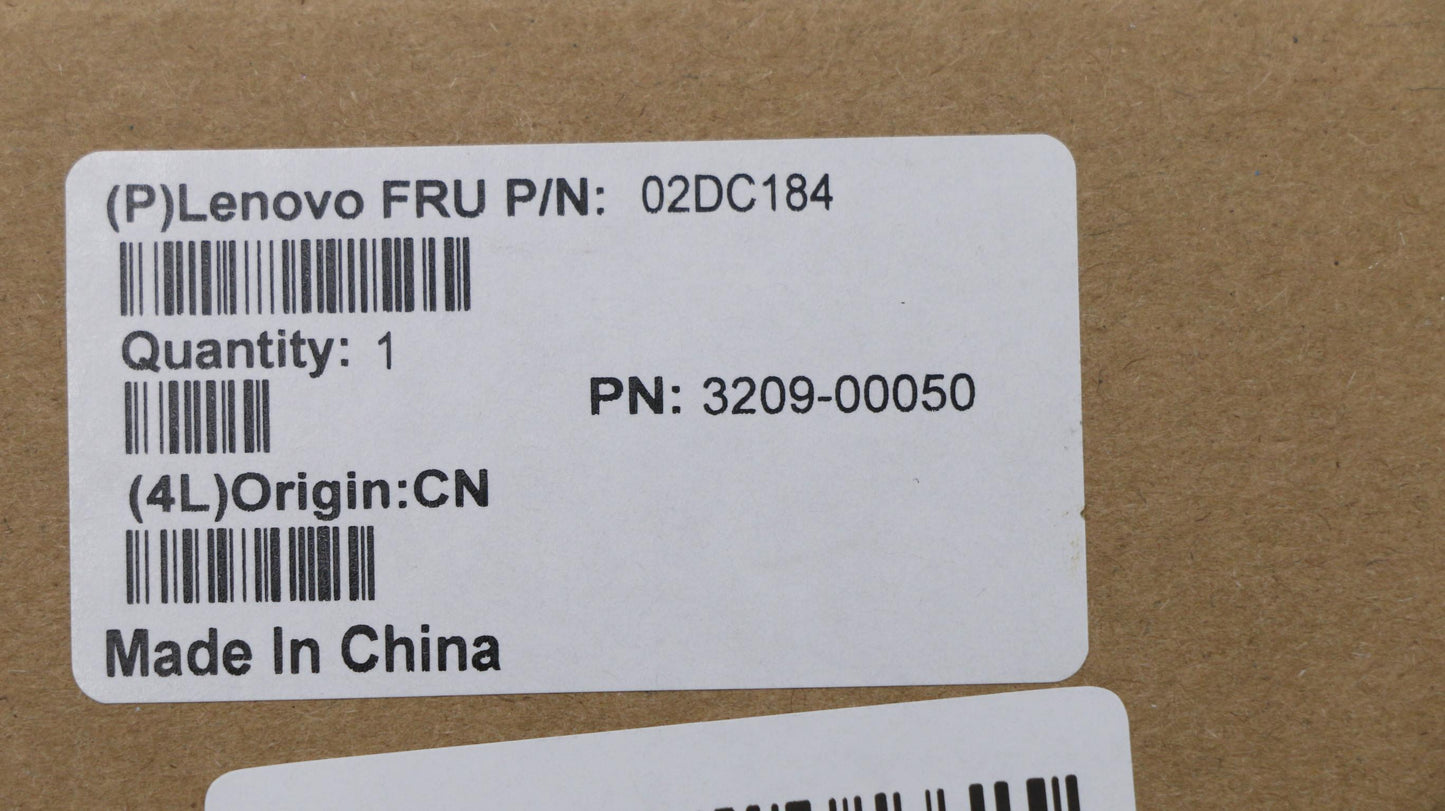 (P)Lenovo FRU P/N: 02DC184
Quantity: 1
PN: 3209-00050
(4L)Origin:CN
Made In China